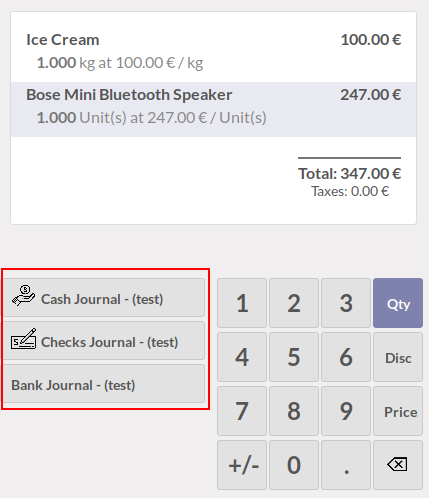 Ice Cream 100.00 €
1.000 kg at 100.00 € / kg
Bose Mini Bluetooth Speaker 247.00 €
1.000 Unit(s) at 247.00 € / Unit(s)
Total: 347.00 €
Taxes: 0.00 €
Cash Journal - (test)
Checks Journal - (test)
Bank Journal - (test)
1 2 3 Qty
4 5 6 Disc
7 8 9 Price
+/- 0 .